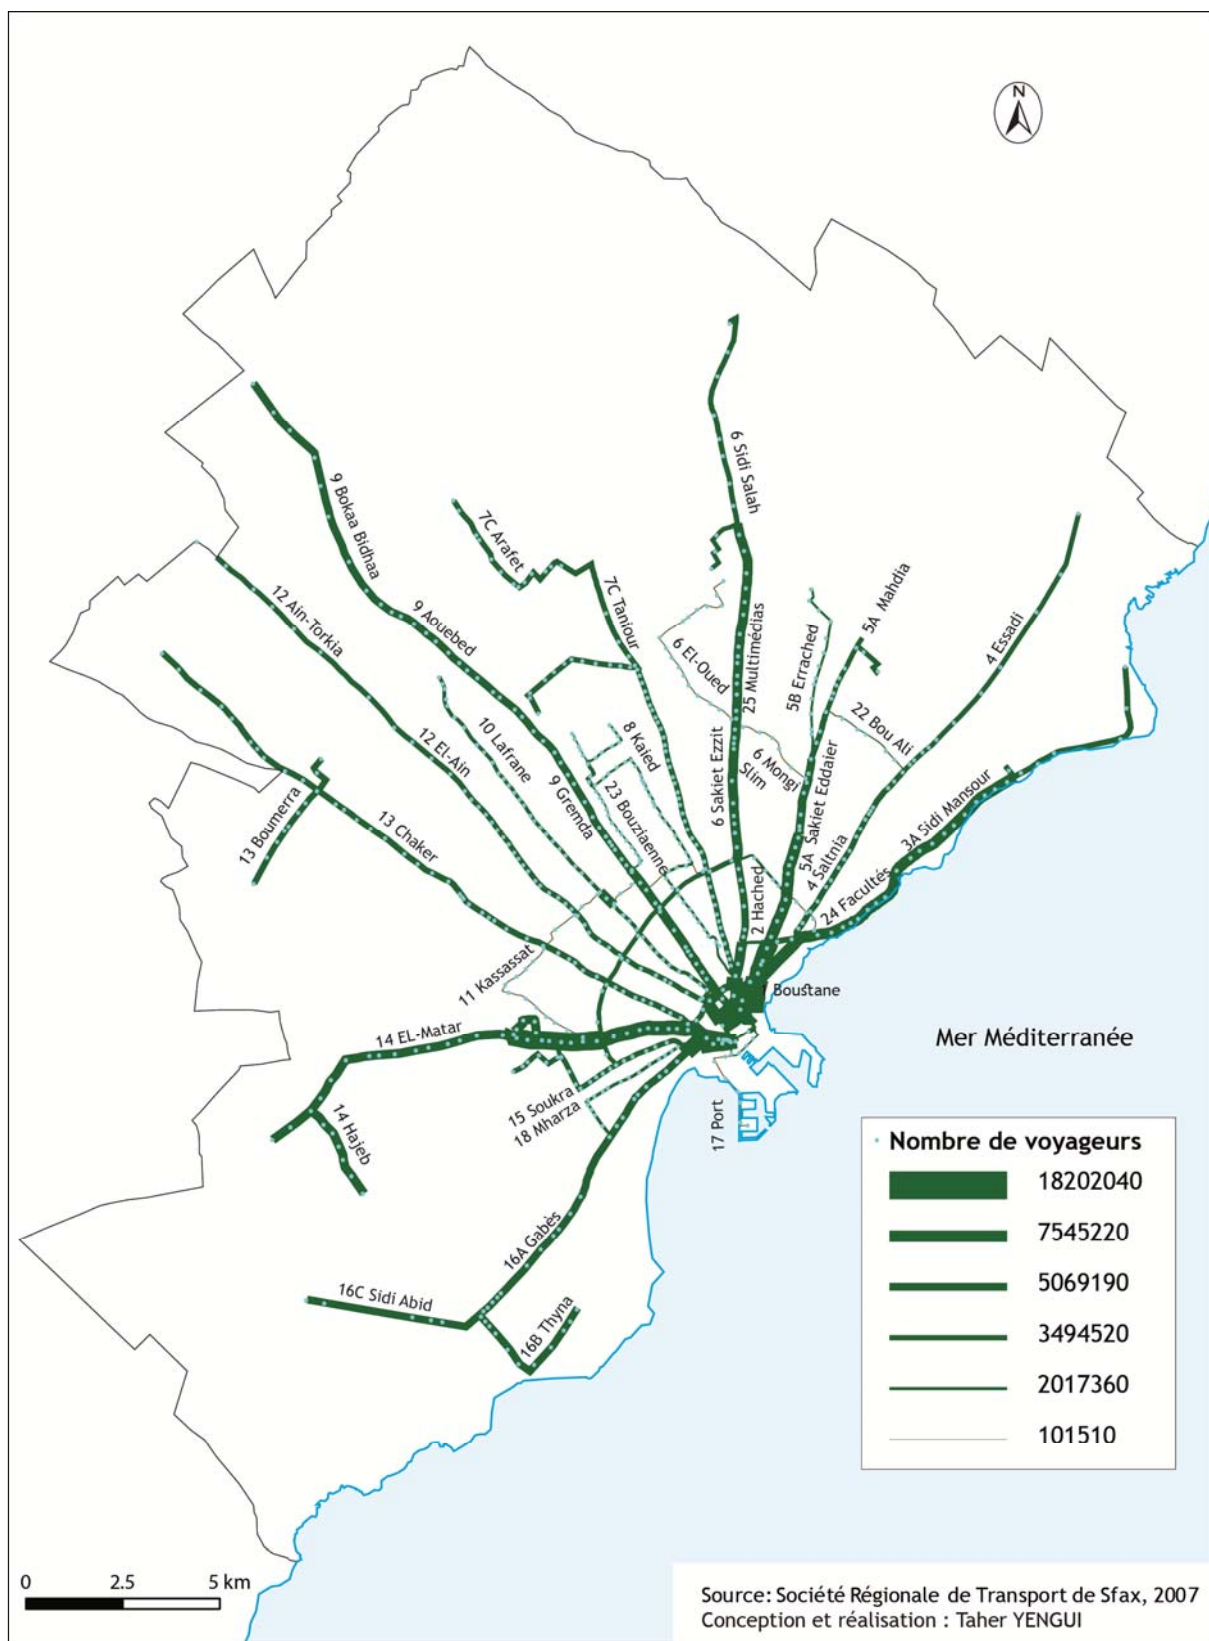 N
6 Sidi Salah
9 Bokaa Bidhaa
7C Arafet
7C Taniour
12 Ain-Torkia
9 Aouebed
6 El-Oued
25 Multimédias
5B Errached
5A Mahdia
4 Essadi
22 Bou Ali
10 Lafrane
8 Kaied
12 El-Ain
9 Gremda
23 Bouziaenne
6 Sakiet Ezzit
6 Mongi
Slim
5A Sakiet Eddaier
3A Sidi Mansour
13 Boumerra
13 Chaker
4 Saltnia
24 Facultés
2 Hached
11 Kassassat
1 Boustane
14 EL-Matar
Mer Méditerranée
15 Soukra
18 Mharza
17 Port
14 Hajeb
16A Gabès
16C Sidi Abid
16B Thyna
Nombre de voyageurs
18202040
7545220
5069190
3494520
2017360
101510
0 2.5 5 km
Source: Société Régionale de Transport de Sfax, 2007
Conception et réalisation : Taher YENGUI